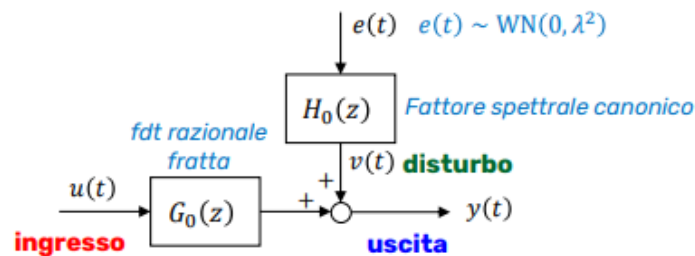 e(t) e(t) ~ WN(0, λ²)
H₀(z)
Fattore spettrale canonico
fdt razionale
fratta
v(t) disturbo
u(t)
G₀(z)
+
+
y(t)
ingresso
uscita